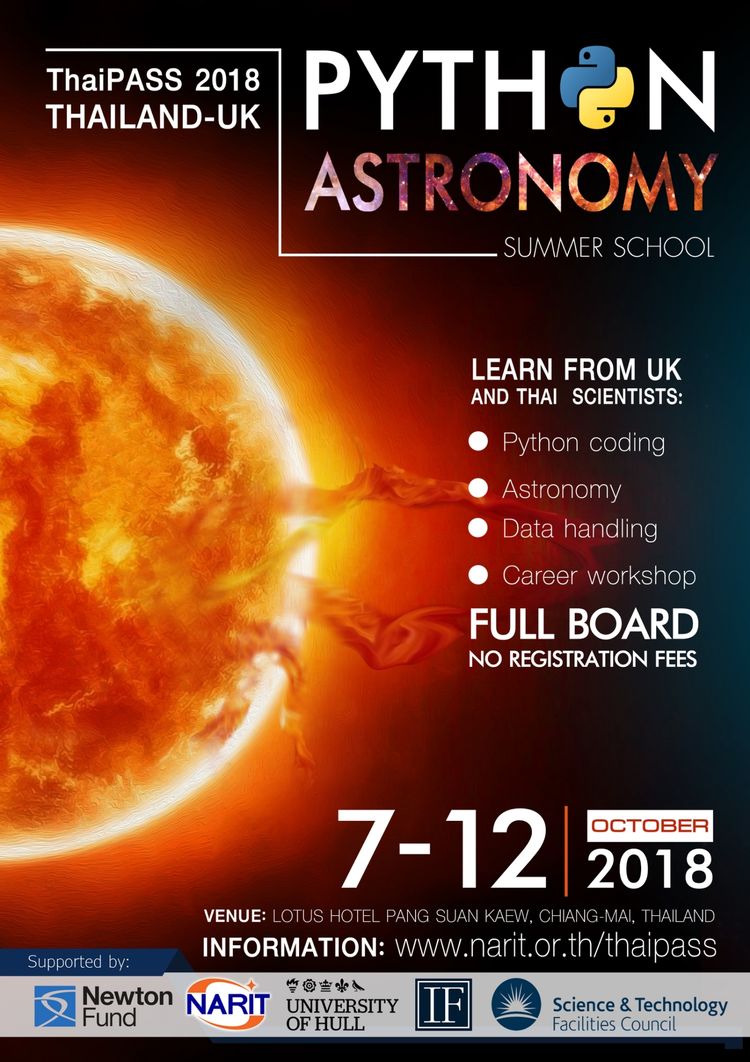 ThaiPASS 2018
THAILAND-UK
PYTHON
ASTRONOMY
SUMMER SCHOOL
LEARN FROM UK
AND THAI SCIENTISTS:
Python coding
Astronomy
Data handling
Career workshop
FULL BOARD
NO REGISTRATION FEES
7-12
OCTOBER
2018
VENUE: LOTUS HOTEL PANG SUAN KAEW, CHIANG-MAI, THAILAND
INFORMATION: www.narit.or.th/thaipass
Supported by:
Newton
Fund
NARIT
UNIVERSITY
OF HULL
IF
Science & Technology
Facilities Council